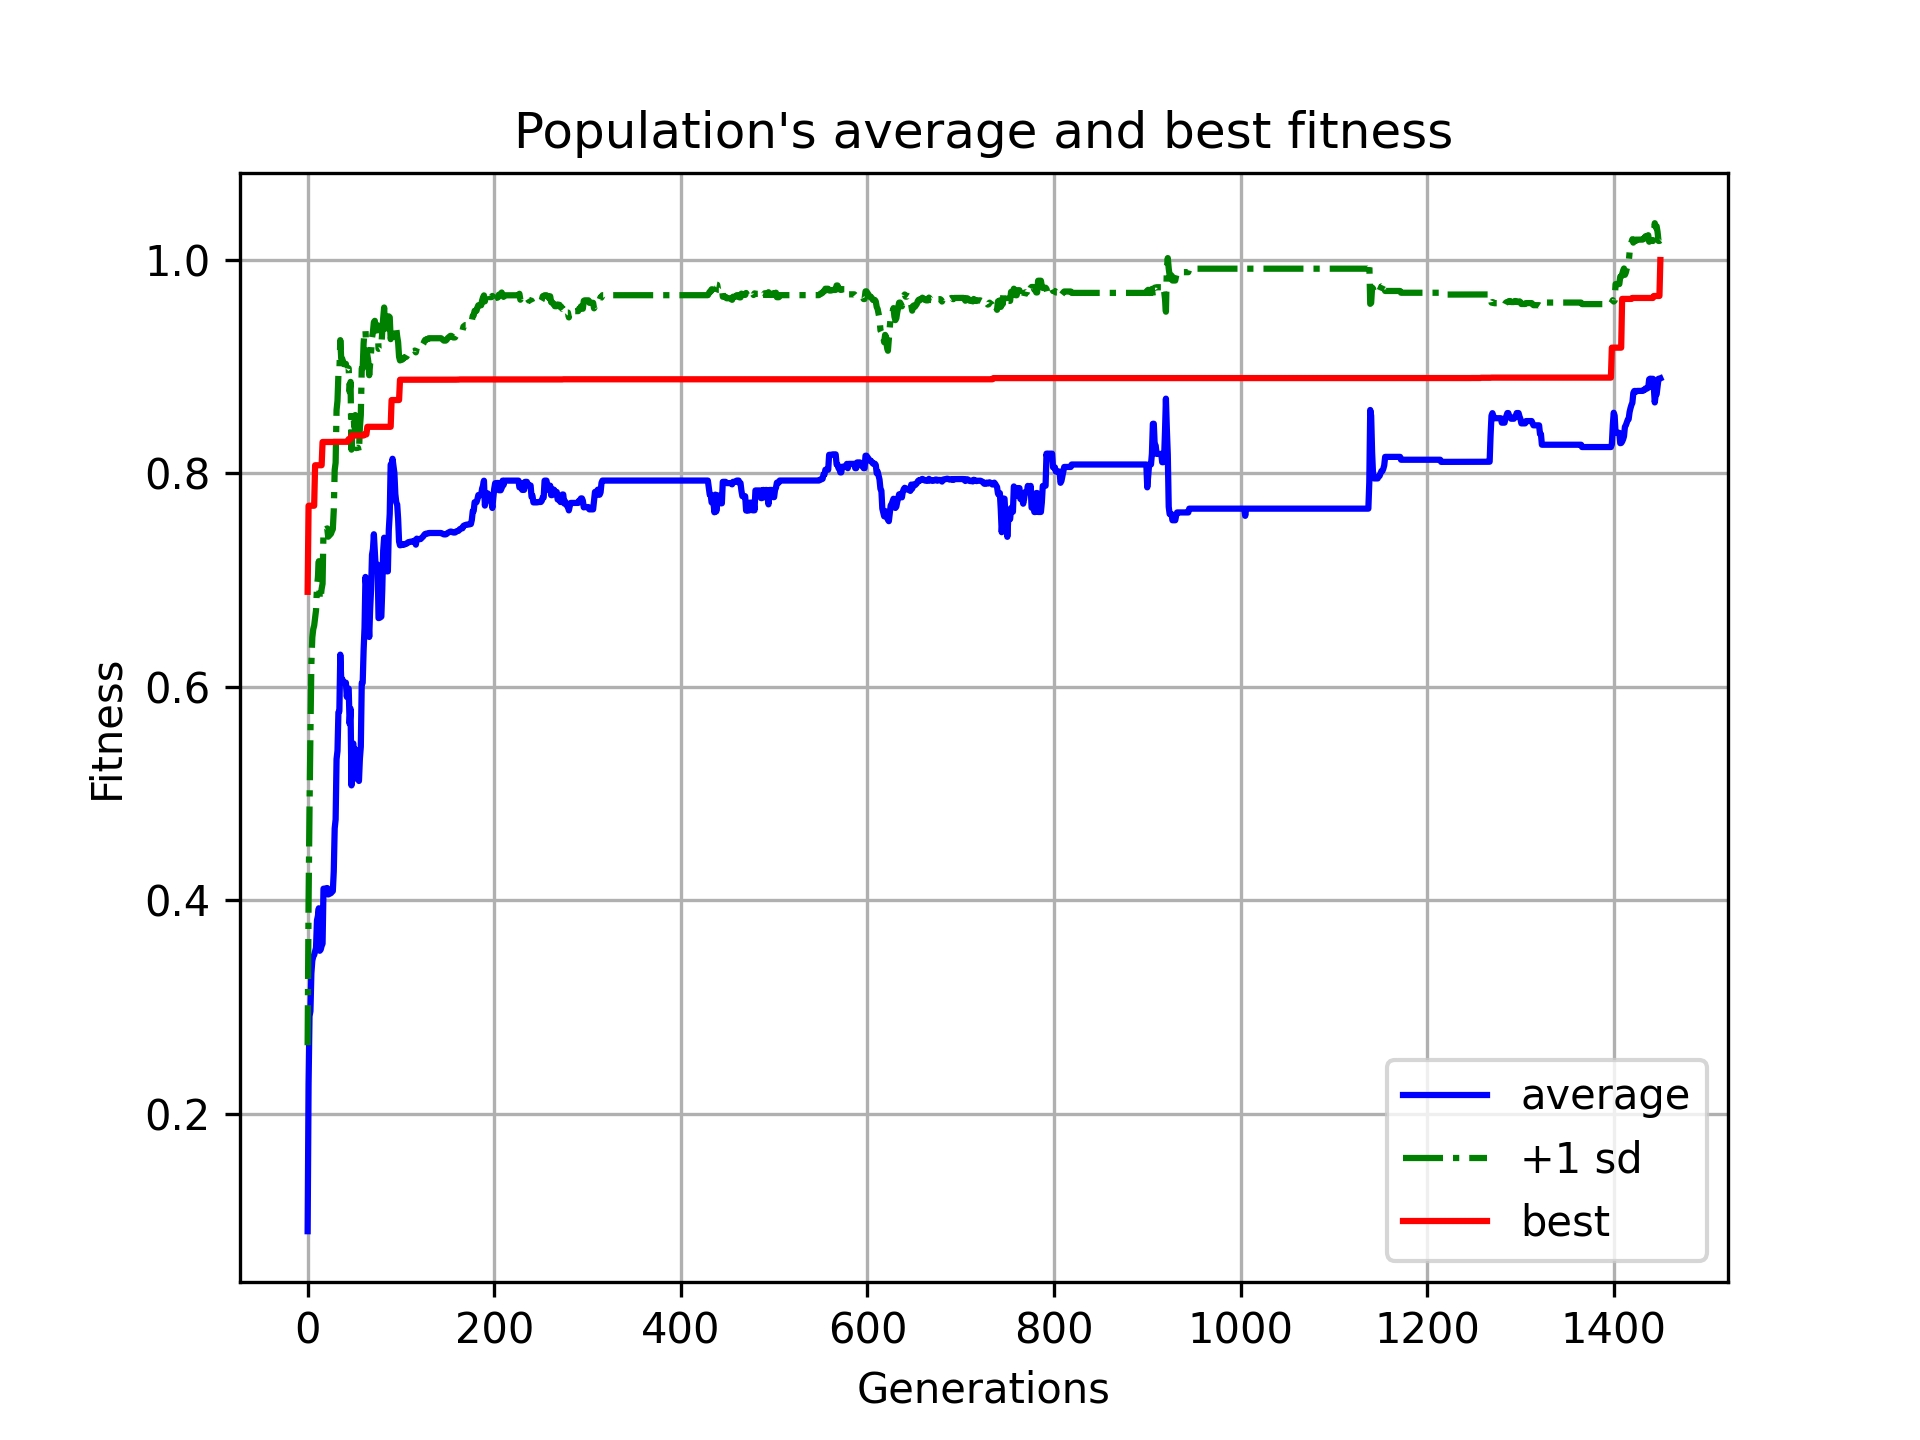 Population's average and best fitness
1.0
0.8
0.6
0.4
0.2
Fitness
average
+1 sd
best
0 200 400 600 800 1000 1200 1400
Generations